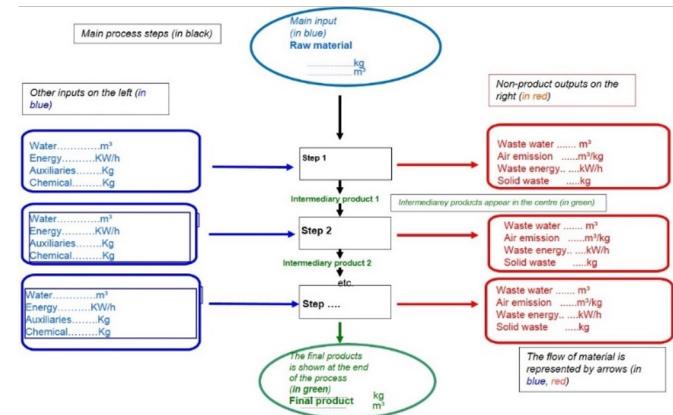 Main input
(in blue)
Raw material
..................kg
..................m³
Main process steps (in black)
Other inputs on the left (in
blue)
Non-product outputs on the
right (in red)
Water.............m³
Energy..........KW/h
Auxiliaries........Kg
Chemical.........Kg
Step 1
Waste water ....... m³
Air emission ......m³/kg
Waste energy.. ....kW/h
Solid waste .....kg
Intermediary product 1
Intermediarey products appear in the centre (in green)
Water.............m³
Energy..........KW/h
Auxiliaries........Kg
Chemical.........Kg
Step 2
Waste water ....... m³
Air emission ......m³/kg
Waste energy.. ....kW/h
Solid waste .....kg
Intermediary product 2
etc.
Water.............m³
Energy..........KW/h
Auxiliaries........Kg
Chemical.........Kg
Step ....
Waste water ....... m³
Air emission ......m³/kg
Waste energy.. ....kW/h
Solid waste .....kg
The final products
is shown at the end
of the process
(in green)
Final product
kg
m³
The flow of material is
represented by arrows (in
blue, red)